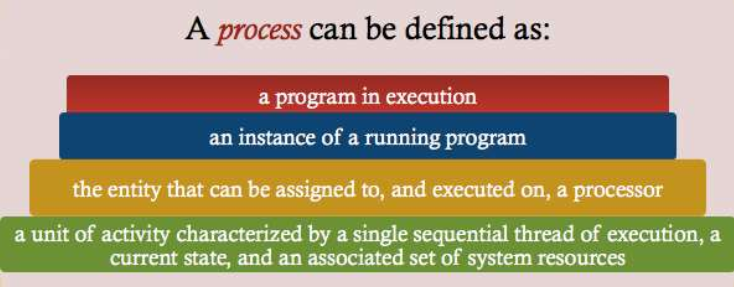 A process can be defined as:
a program in execution
an instance of a running program
the entity that can be assigned to, and executed on, a processor
a unit of activity characterized by a single sequential thread of execution, a
current state, and an associated set of system resources